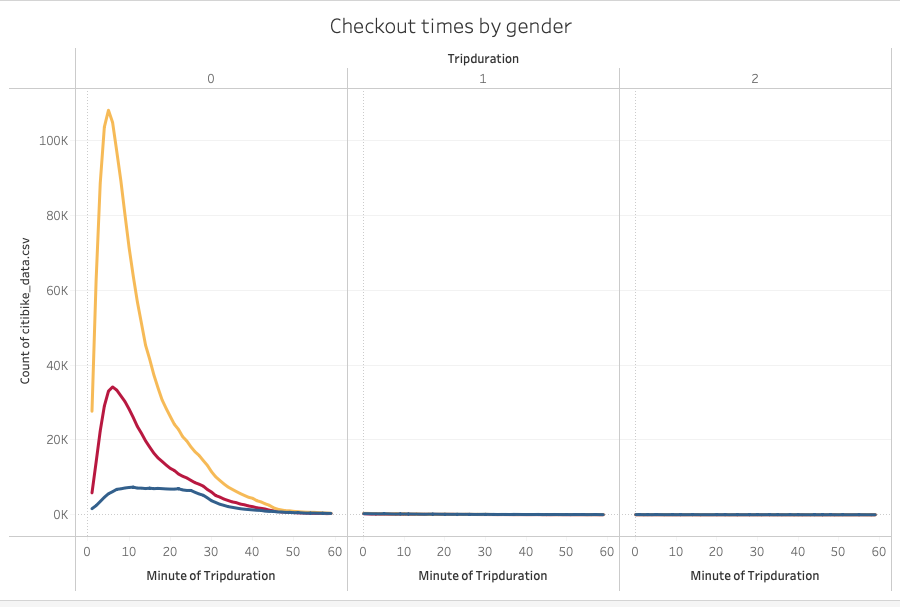 Checkout times by gender
Tripduration
0 1 2
Count of citibike_data.csv
100K
80K
60K
40K
20K
0K
0 10 20 30 40 50 60 0 10 20 30 40 50 60 0 10 20 30 40 50 60
Minute of Tripduration Minute of Tripduration Minute of Tripduration